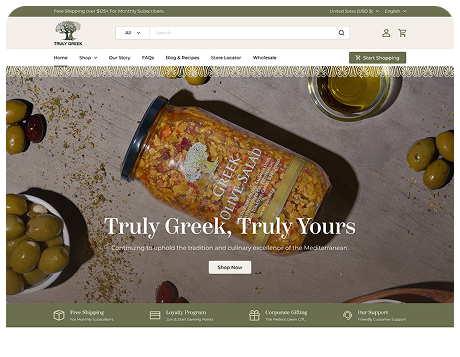 Free Shipping over $125+ For Monthly Subscribers.
United States (USD $)
English
TRULY GREEK
All
Search
Home
Shop
Our Story
FAQs
Blog & Recipes
Store Locator
Wholesale
Start Shopping
GREEK
OLIVE SALAD
Truly Greek, Truly Yours
Continuing to uphold the tradition and culinary excellence of the Mediterranean.
Shop Now
Free Shipping
For Monthly Subscribers.
Loyalty Program
Join & Start Earning Points.
Corporate Gifting
The Perfect Greek Gift.
Our Support
Friendly Customer Support